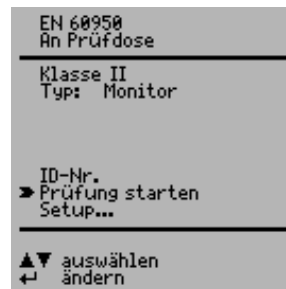 EN 60950
An Prüfdose
Klasse II
Typ: Monitor
ID-Nr.
Prüfung starten
Setup...
▲▼ auswählen
↵ ändern